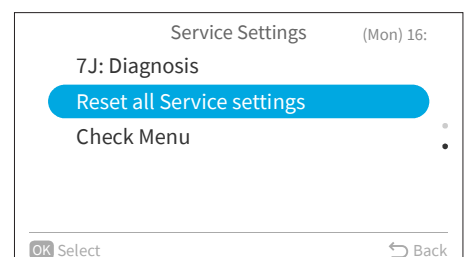 Service Settings (Mon) 16:
7J: Diagnosis
Reset all Service settings
Check Menu
OK Select Back